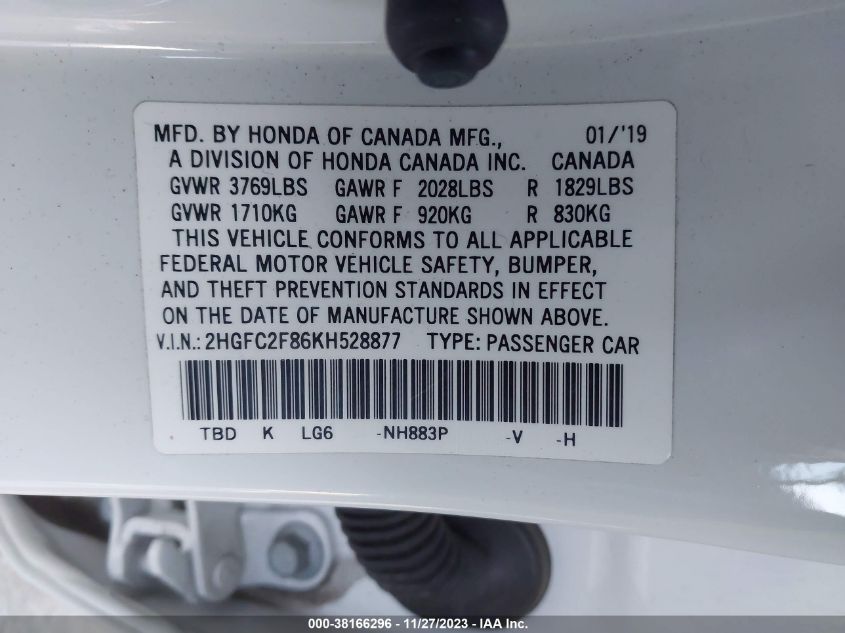 MFD. BY HONDA OF CANADA MFG., 01/'19
A DIVISION OF HONDA CANADA INC. CANADA
GVWR 3769LBS GAWR F 2028LBS R 1829LBS
GVWR 1710KG GAWR F 920KG R 830KG
THIS VEHICLE CONFORMS TO ALL APPLICABLE
FEDERAL MOTOR VEHICLE SAFETY, BUMPER,
AND THEFT PREVENTION STANDARDS IN EFFECT
ON THE DATE OF MANUFACTURE SHOWN ABOVE.
V.I.N.: 2HGFC2F86KH528877 TYPE: PASSENGER CAR
TBD K LG6 -NH883P -V -H
000-38166296 - 11/27/2023 - IAA Inc.